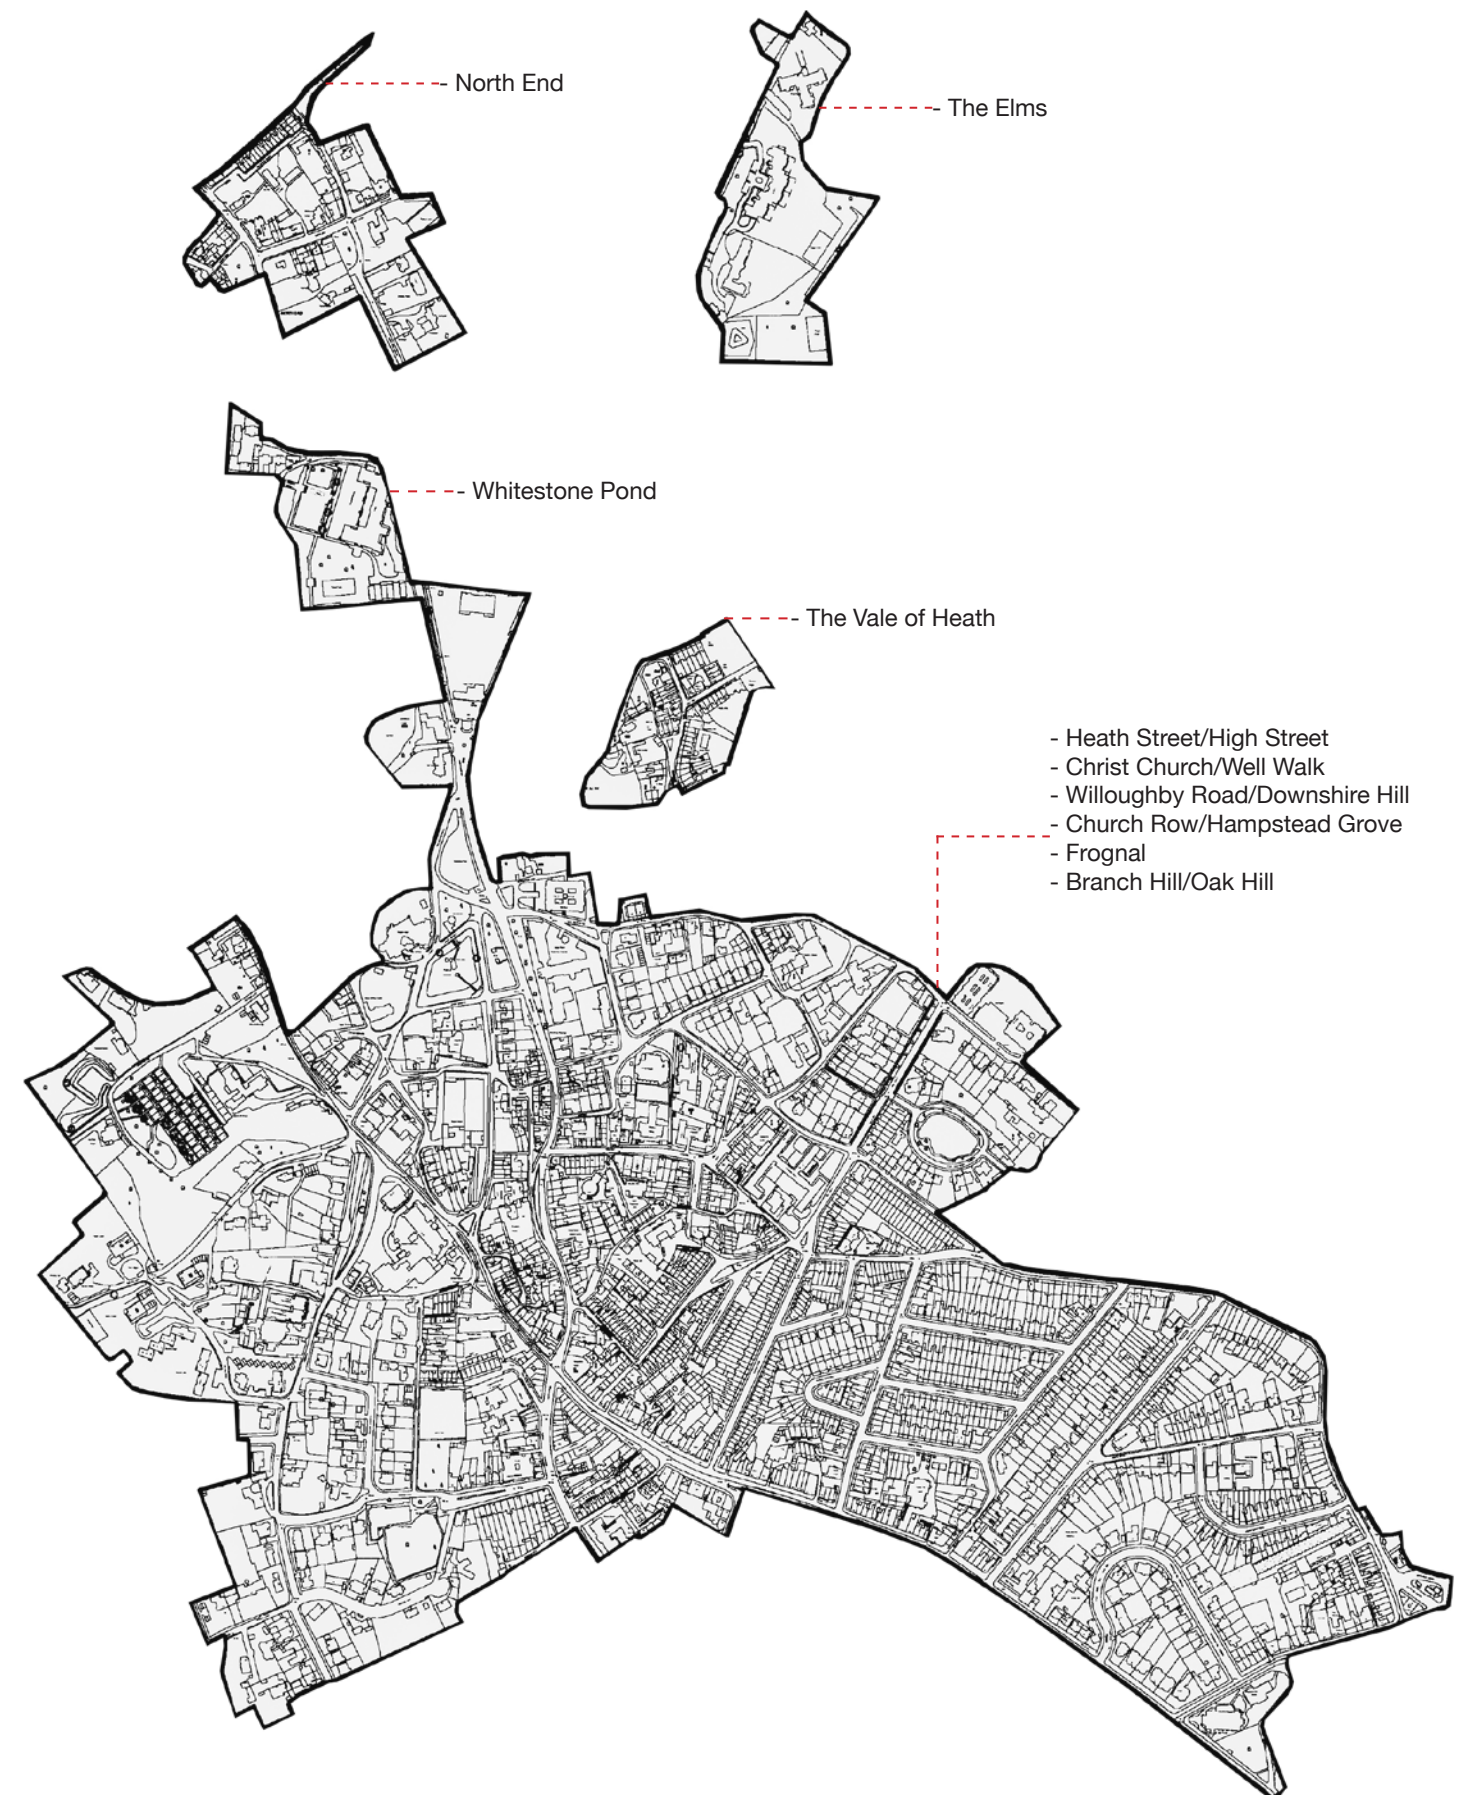 - North End
- The Elms
- Whitestone Pond
- The Vale of Heath
- Heath Street/High Street
- Christ Church/Well Walk
- Willoughby Road/Downshire Hill
- Church Row/Hampstead Grove
- Frognal
- Branch Hill/Oak Hill